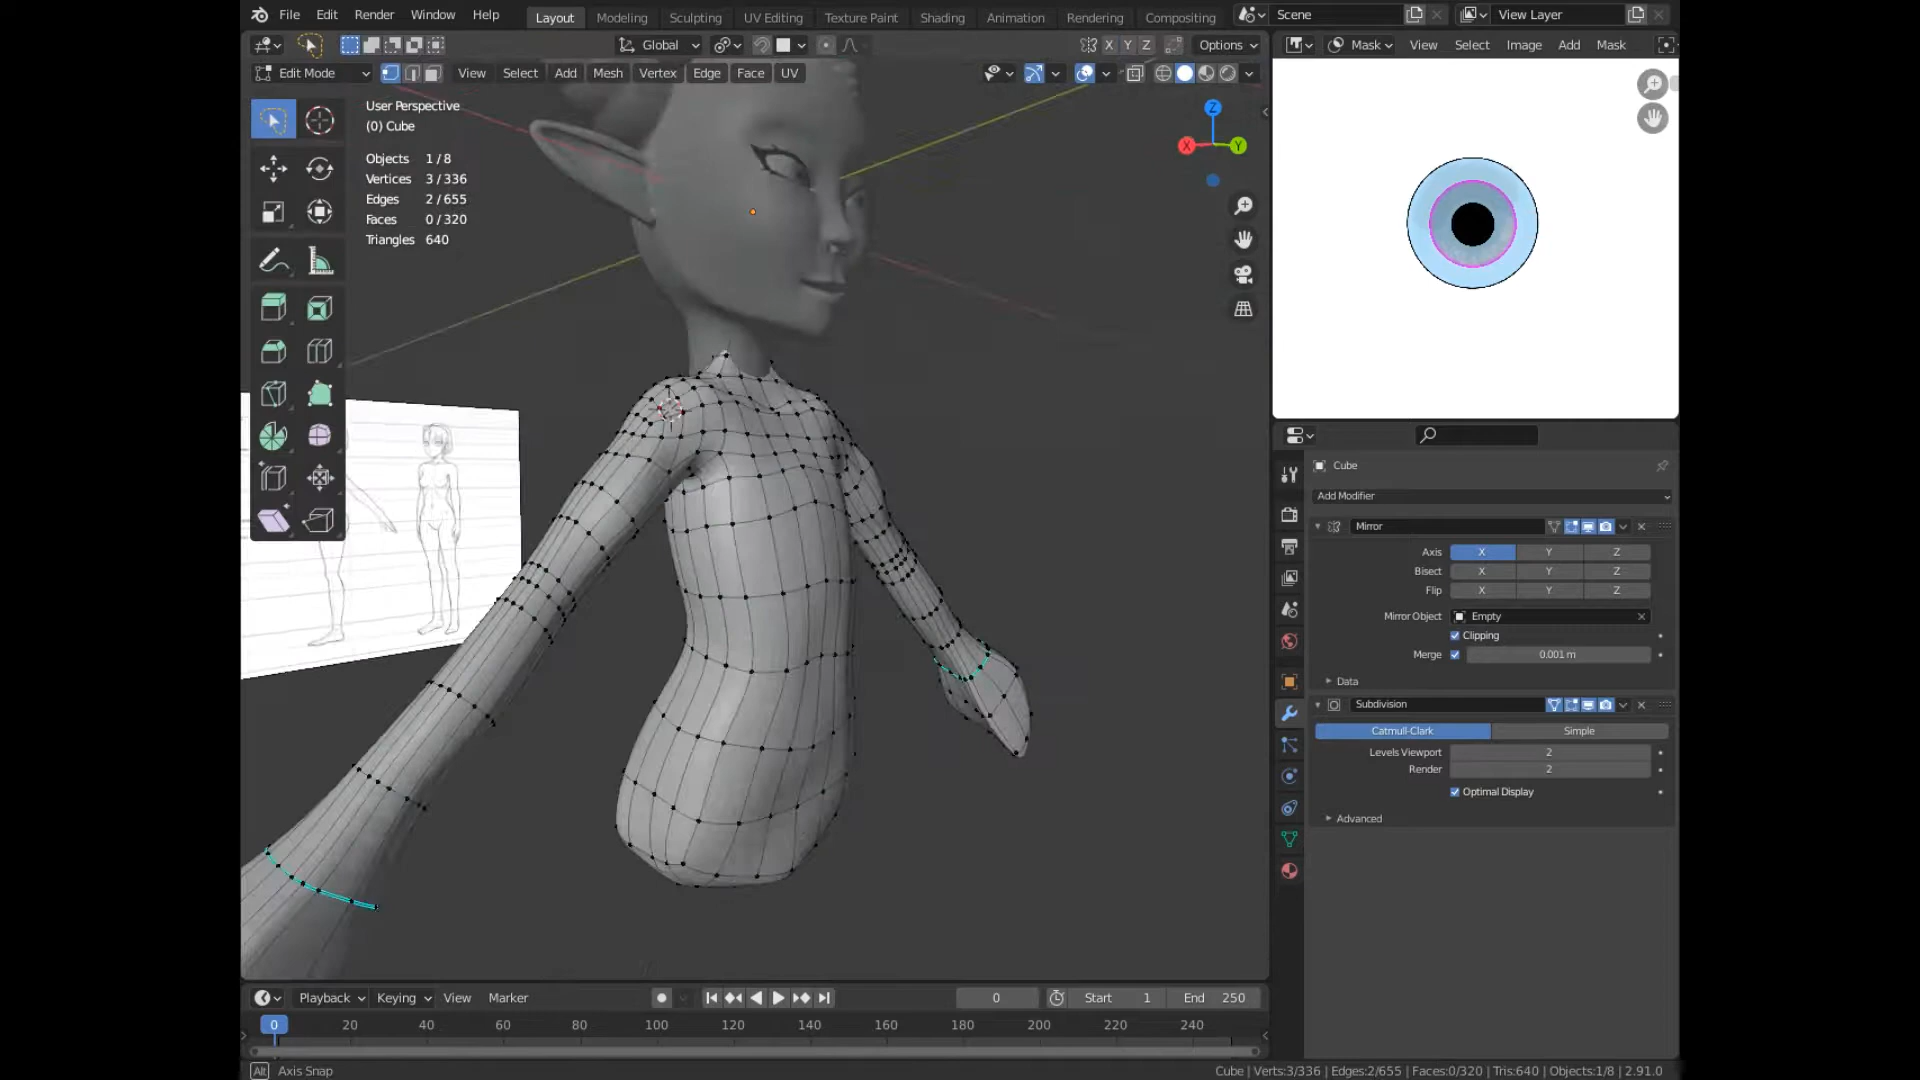 File Edit Render Window Help Layout Modeling Sculpting UV Editing Texture Paint Shading Animation Rendering Compositing Scene View Layer
Global X Y Z Options Mask View Select Image Add Mask
Edit Mode View Select Add Mesh Vertex Edge Face UV
User Perspective
(0) Cube
Objects 1/8
Vertices 3/336
Edges 2/655
Faces 0/320
Triangles 640
Z
X Y
Cube
Add Modifier
Mirror
Axis X Y Z
Bisect X Y Z
Flip X Y Z
Mirror Object Empty
Clipping
Merge 0.001 m
Data
Subdivision
Catmull-Clark Simple
Levels Viewport 2
Render 2
Optimal Display
Advanced
Playback Keying View Marker 0 Start 1 End 250
0 20 40 60 80 100 120 140 160 180 200 220 240
Alt Axis Snap Cube | Verts:3/336 | Edges:2/655 | Faces:0/320 | Tris:640 | Objects:1/8 | 2.91.0